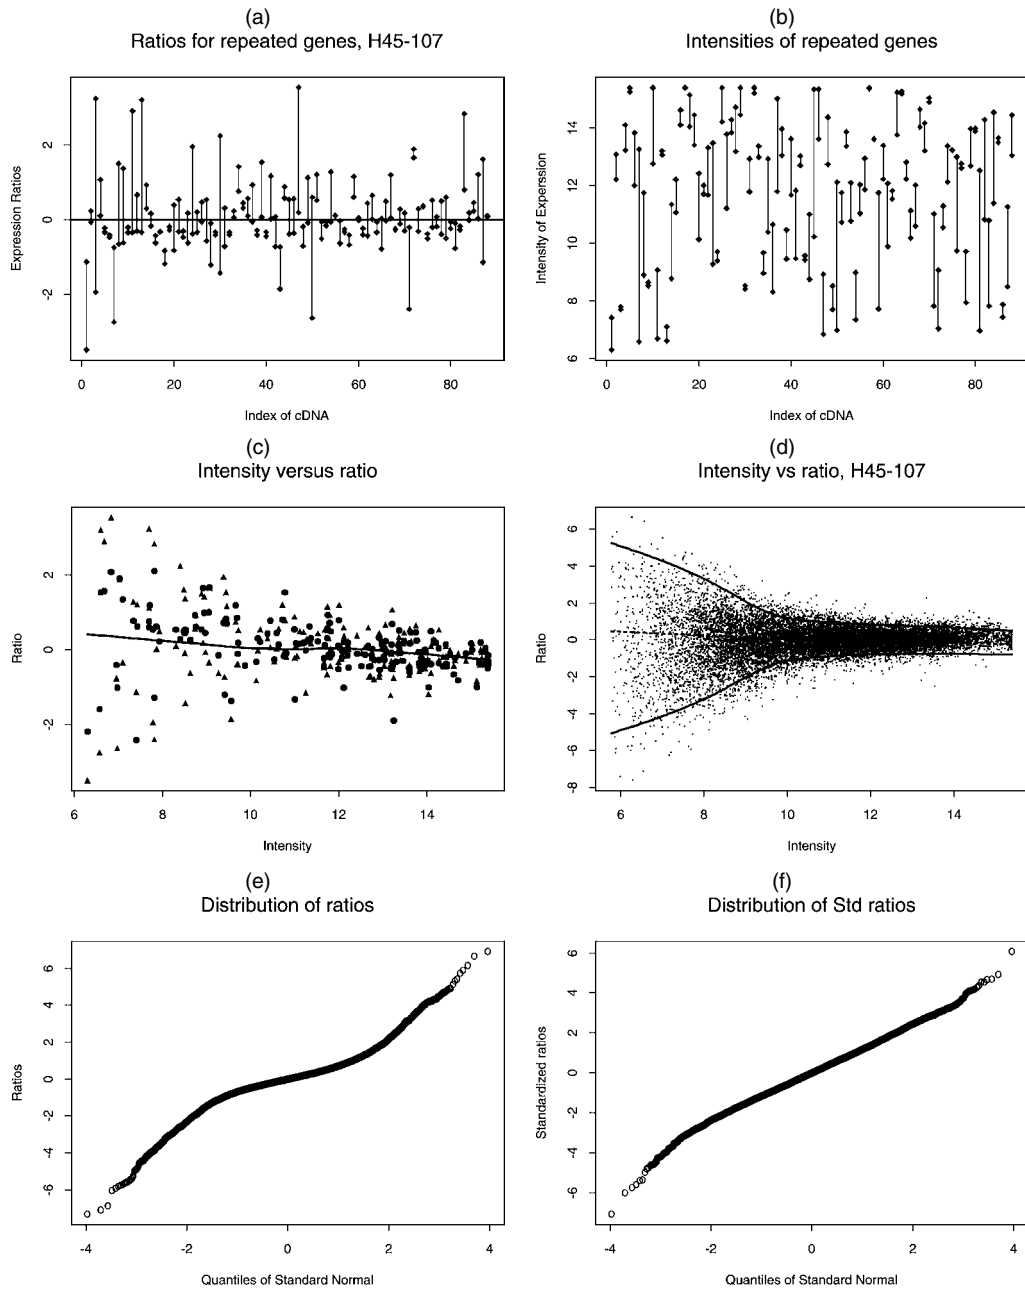 (a)
Ratios for repeated genes, H45-107
Expression Ratios
2
0
-2
0 20 40 60 80
Index of cDNA
(b)
Intensities of repeated genes
Intensity of Experssion
14
12
10
8
6
0 20 40 60 80
Index of cDNA
(c)
Intensity versus ratio
Ratio
2
0
-2
6 8 10 12 14
Intensity
(d)
Intensity vs ratio, H45-107
Ratio
6
4
2
0
-2
-4
-6
-8
6 8 10 12 14
Intensity
(e)
Distribution of ratios
Ratios
6
4
2
0
-2
-4
-6
-4 -2 0 2 4
Quantiles of Standard Normal
(f)
Distribution of Std ratios
Standardized ratios
6
4
2
0
-2
-4
-6
-4 -2 0 2 4
Quantiles of Standard Normal